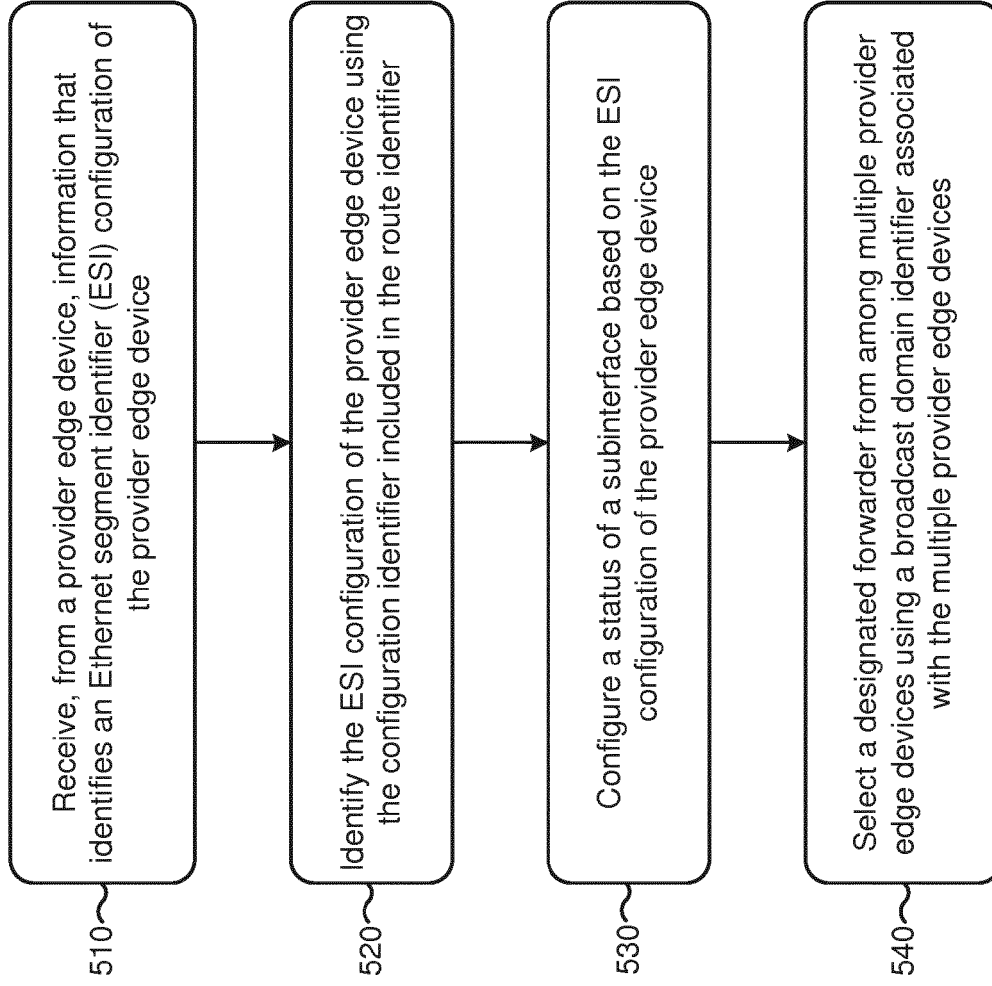 510
Receive, from a provider edge device, information that
identifies an Ethernet segment identifier (ESI) configuration of
the provider edge device
520
Identify the ESI configuration of the provider edge device using
the configuration identifier included in the route identifier
530
Configure a status of a subinterface based on the ESI
configuration of the provider edge device
540
Select a designated forwarder from among multiple provider
edge devices using a broadcast domain identifier associated
with the multiple provider edge devices